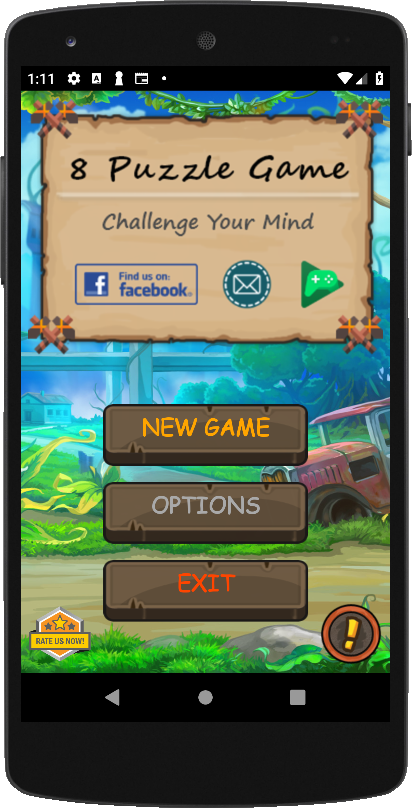 1:11
8 Puzzle Game
Challenge Your Mind
Find us on:
facebook
NEW GAME
OPTIONS
EXIT
RATE US NOW!
!